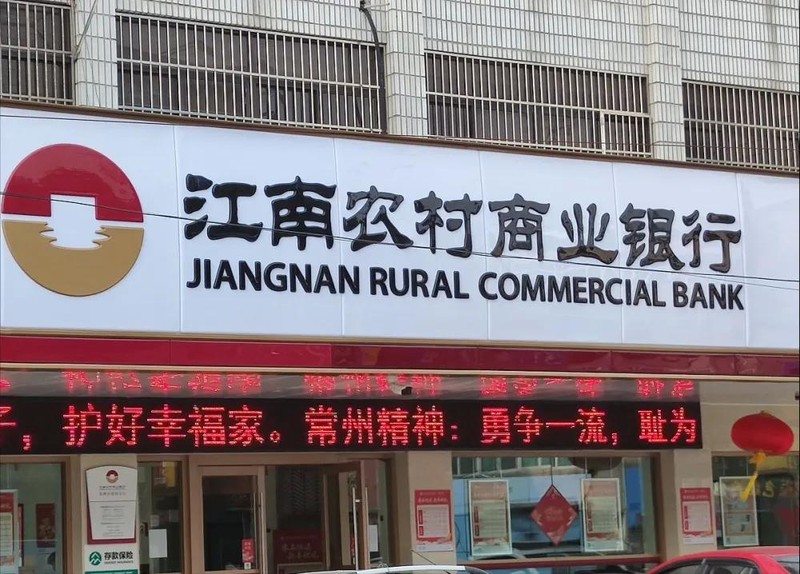 江南农村商业银行
JIANGNAN RURAL COMMERCIAL BANK
，护好幸福家。常州精神：勇争一流，耻为
存款保险